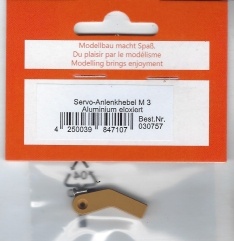 Modellbau macht Spaß.
Du plaisir par le modélisme
Modelling brings enjoyment
Servo-Anlenkhebel M 3
Aluminium eloxiert
Best.Nr.
4 250039 847107 030757